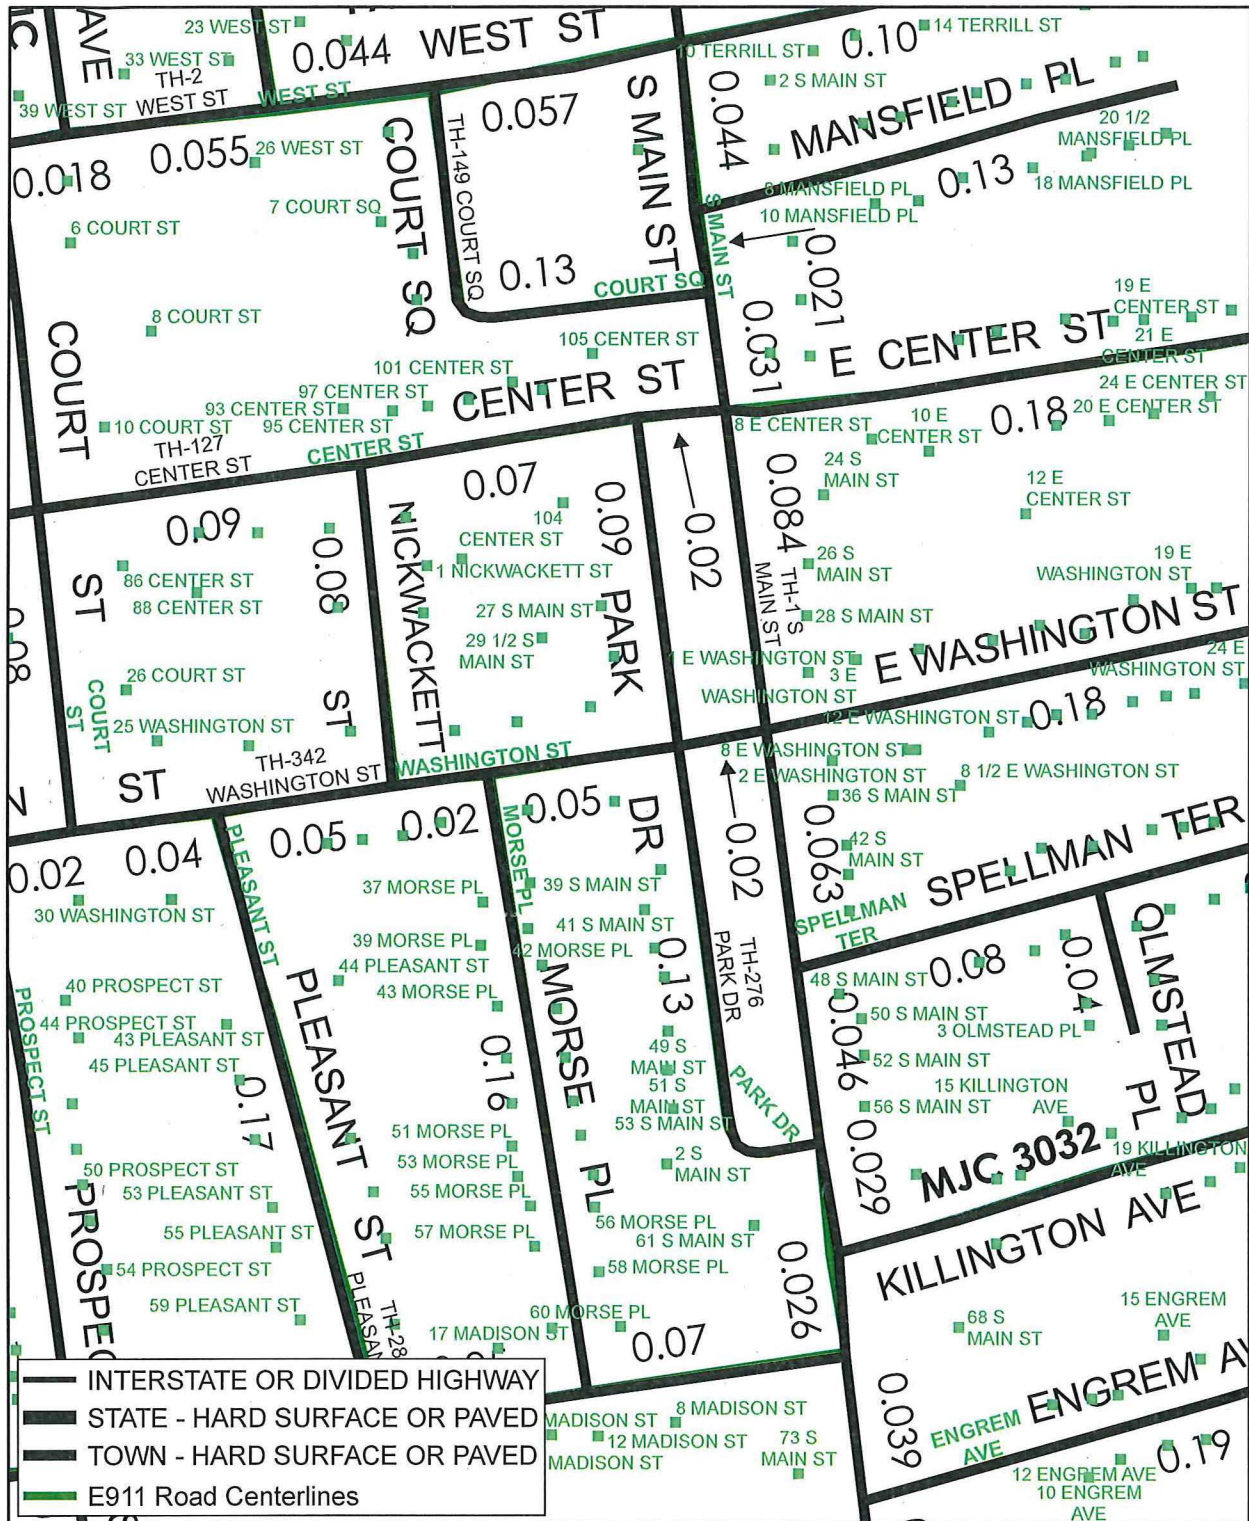 AVE
23 WEST ST
33 WEST ST
TH-2
WEST ST
39 WEST ST
0.044
WEST ST
WEST ST
10 TERRILL ST
0.10
14 TERRILL ST
2 S MAIN ST
0.044
MANSFIELD PL
20 1/2
MANSFIELD PL
0.018
0.055
26 WEST ST
COURT SQ
TH-149 COURT SQ
0.057
S MAIN ST
8 MANSFIELD PL
0.13
18 MANSFIELD PL
10 MANSFIELD PL
6 COURT ST
7 COURT SQ
S MAIN ST
0.021
0.13
COURT SQ
8 COURT ST
COURT
0.031
E CENTER ST
19 E
CENTER ST
21 E
CENTER ST
105 CENTER ST
101 CENTER ST
97 CENTER ST
93 CENTER ST
95 CENTER ST
CENTER ST
10 COURT ST
TH-127
CENTER ST
CENTER ST
8 E CENTER ST
10 E
CENTER ST
0.18
24 E CENTER ST
20 E CENTER ST
24 S
MAIN ST
12 E
CENTER ST
0.07
0.09
104
CENTER ST
1 NICKWACKETT ST
0.02
0.084
TH-1 S
MAIN ST
26 S
MAIN ST
28 S MAIN ST
19 E
WASHINGTON ST
0.09
0.08
86 CENTER ST
88 CENTER ST
ST
NICKWACKETT
ST
27 S MAIN ST
29 1/2 S
MAIN ST
PARK
0.08
26 COURT ST
COURT
ST
25 WASHINGTON ST
1 E WASHINGTON ST
3 E
WASHINGTON ST
E WASHINGTON ST
24 E
WASHINGTON ST
ST
TH-342
WASHINGTON ST
WASHINGTON ST
12 E WASHINGTON ST
0.18
8 E WASHINGTON ST
2 E WASHINGTON ST
36 S MAIN ST
8 1/2 E WASHINGTON ST
N
0.02
0.04
0.05
0.02
MORSE PL
0.05
DR
0.02
0.063
42 S
MAIN ST
SPELLMAN TER
SPELLMAN
TER
30 WASHINGTON ST
PLEASANT ST
37 MORSE PL
39 S MAIN ST
41 S MAIN ST
39 MORSE PL
42 MORSE PL
44 PLEASANT ST
43 MORSE PL
0.13
TH-276
PARK DR
48 S MAIN ST
0.08
0.04
OLMSTEAD
PL
50 S MAIN ST
3 OLMSTEAD PL
0.046
52 S MAIN ST
15 KILLINGTON
AVE
56 S MAIN ST
40 PROSPECT ST
44 PROSPECT ST
43 PLEASANT ST
45 PLEASANT ST
PROSPECT ST
PLEASANT ST
0.17
0.16
MORSE PL
49 S
MAIN ST
51 S
MAIN ST
53 S MAIN ST
PARK DR
2 S
MAIN ST
0.029
MJC 3032
19 KILLINGTON
AVE
51 MORSE PL
53 MORSE PL
55 MORSE PL
57 MORSE PL
50 PROSPECT ST
53 PLEASANT ST
55 PLEASANT ST
54 PROSPECT ST
59 PLEASANT ST
PROSPEC
56 MORSE PL
61 S MAIN ST
58 MORSE PL
0.026
KILLINGTON AVE
TH-28
PLEASAN
17 MADISON ST
60 MORSE PL
0.07
68 S
MAIN ST
15 ENGREM
AVE
INTERSTATE OR DIVIDED HIGHWAY
STATE - HARD SURFACE OR PAVED
TOWN - HARD SURFACE OR PAVED
E911 Road Centerlines
MADISON ST
8 MADISON ST
12 MADISON ST
MADISON ST
73 S
MAIN ST
0.039
ENGREM
AVE
ENGREM AV
0.19
12 ENGREM AVE
10 ENGREM
AVE